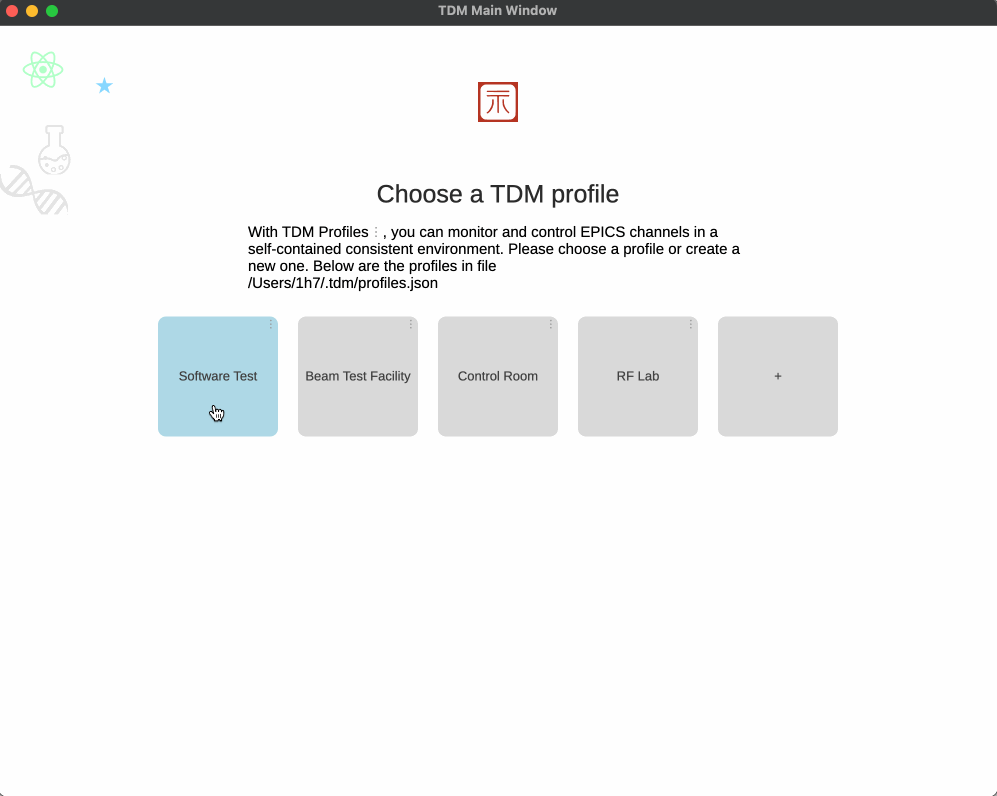 TDM Main Window
Choose a TDM profile
With TDM Profiles ⋮ , you can monitor and control EPICS channels in a
self-contained consistent environment. Please choose a profile or create a
new one. Below are the profiles in file
/Users/1h7/.tdm/profiles.json
Software Test
Beam Test Facility
Control Room
RF Lab
+